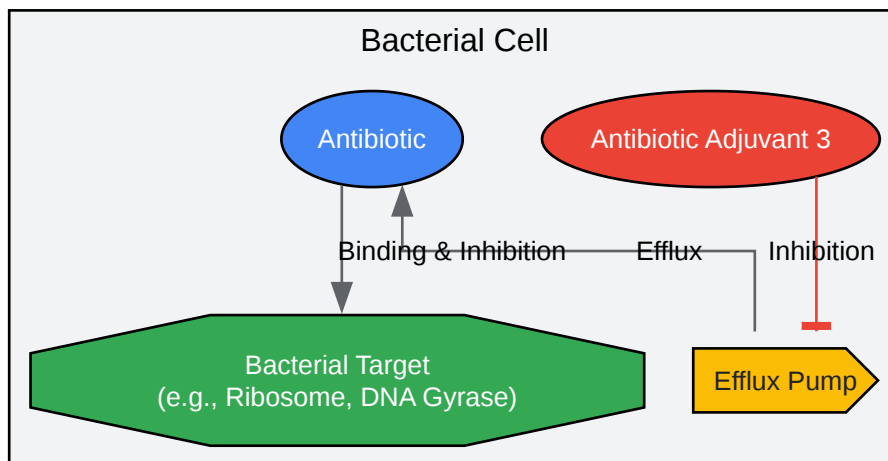 Bacterial Cell
Antibiotic
Antibiotic Adjuvant 3
Binding & Inhibition
Efflux
Inhibition
Bacterial Target
(e.g., Ribosome, DNA Gyrase)
Efflux Pump